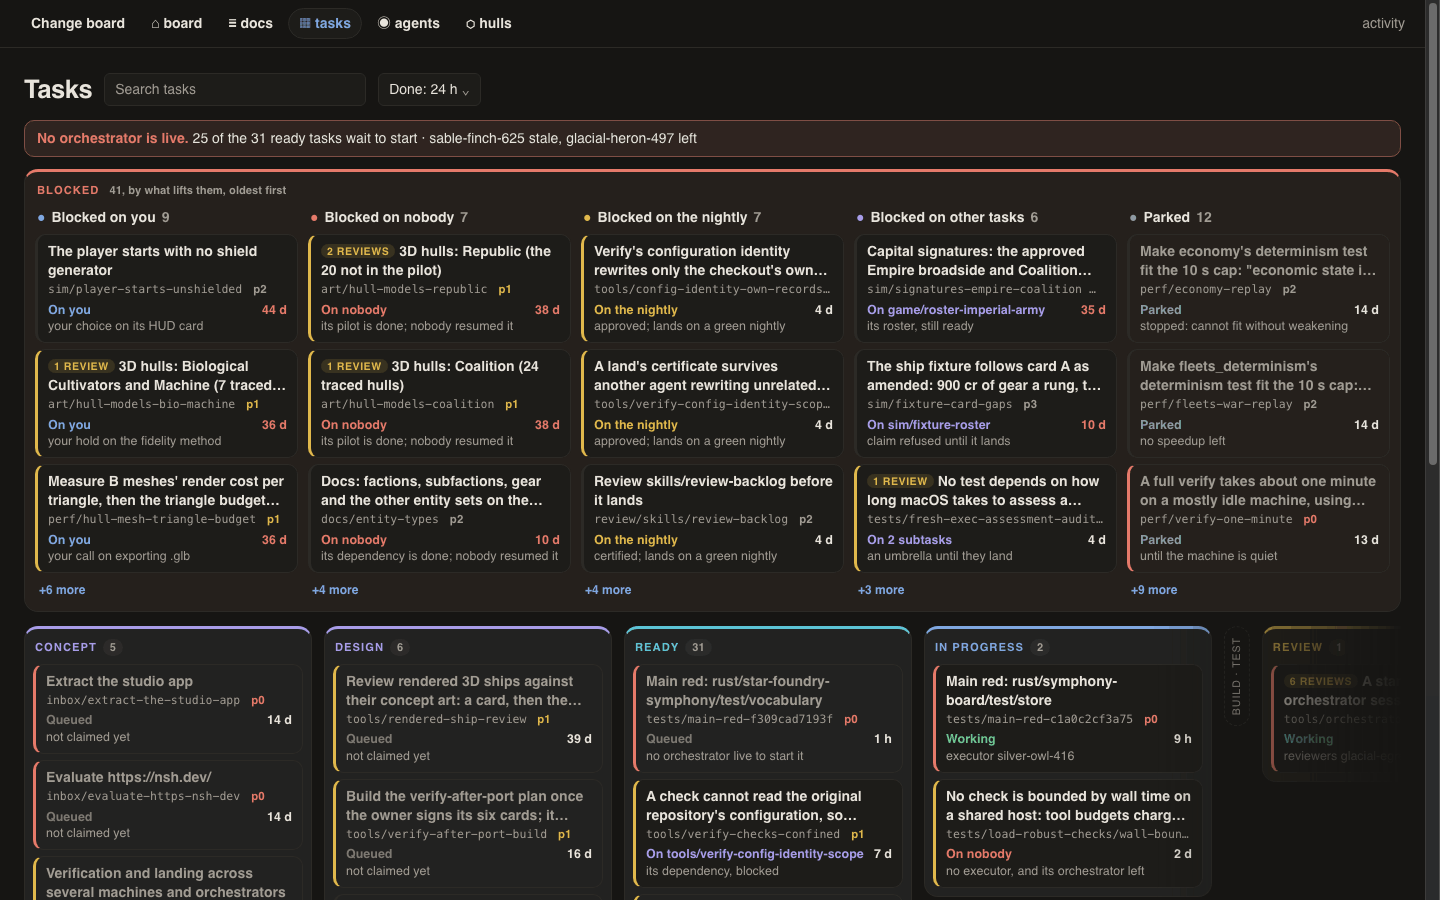 Change board
⌂ board
≡ docs
tasks
agents
hulls
activity
Tasks
Search tasks
Done: 24 h
No orchestrator is live. 25 of the 31 ready tasks wait to start · sable-finch-625 stale, glacial-heron-497 left
BLOCKED 41, by what lifts them, oldest first
Blocked on you 9
The player starts with no shield
generator
sim/player-starts-unshielded p2
On you 44 d
your choice on its HUD card
1 REVIEW 3D hulls: Biological
Cultivators and Machine (7 traced…
art/hull-models-bio-machine p1
On you 36 d
your hold on the fidelity method
Measure B meshes' render cost per
triangle, then the triangle budget…
perf/hull-mesh-triangle-budget p1
On you 36 d
your call on exporting .glb
+6 more
Blocked on nobody 7
2 REVIEWS 3D hulls: Republic (the
20 not in the pilot)
art/hull-models-republic p1
On nobody 38 d
its pilot is done; nobody resumed it
1 REVIEW 3D hulls: Coalition (24
traced hulls)
art/hull-models-coalition p1
On nobody 38 d
its pilot is done; nobody resumed it
Docs: factions, subfactions, gear
and the other entity sets on the…
docs/entity-types p2
On nobody 10 d
its dependency is done; nobody resumed it
+4 more
Blocked on the nightly 7
Verify's configuration identity
rewrites only the checkout's own…
tools/config-identity-own-records…
On the nightly 4 d
approved; lands on a green nightly
A land's certificate survives
another agent rewriting unrelated…
tools/verify-config-identity-scop…
On the nightly 4 d
approved; lands on a green nightly
Review skills/review-backlog before
it lands
review/skills/review-backlog p2
On the nightly 4 d
certified; lands on a green nightly
+4 more
Blocked on other tasks 6
Capital signatures: the approved
Empire broadside and Coalition…
sim/signatures-empire-coalition …
On game/roster-imperial-army 35 d
its roster, still ready
The ship fixture follows card A as
amended: 900 cr of gear a rung, t…
sim/fixture-card-gaps p3
On sim/fixture-roster 10 d
claim refused until it lands
1 REVIEW No test depends on how
long macOS takes to assess a…
tests/fresh-exec-assessment-audit…
On 2 subtasks 4 d
an umbrella until they land
+3 more
Parked 12
Make economy's determinism test
fit the 10 s cap: "economic state i…
perf/economy-replay p2
Parked 14 d
stopped: cannot fit without weakening
Make fleets_determinism's
determinism test fit the 10 s cap:…
perf/fleets-war-replay p2
Parked 14 d
no speedup left
A full verify takes about one minute
on a mostly idle machine, using…
perf/verify-one-minute p0
Parked 13 d
until the machine is quiet
+9 more
CONCEPT 5
Extract the studio app
inbox/extract-the-studio-app p0
Queued 14 d
not claimed yet
Evaluate https://nsh.dev/
inbox/evaluate-https-nsh-dev p0
Queued 14 d
not claimed yet
Verification and landing across
several machines and orchestrators
DESIGN 6
Review rendered 3D ships against
their concept art: a card, then the…
tools/rendered-ship-review p1
Queued 39 d
not claimed yet
Build the verify-after-port plan once
the owner signs its six cards; it…
tools/verify-after-port-build p1
Queued 16 d
not claimed yet
READY 31
Main red: rust/star-foundry-
symphony/test/vocabulary
tests/main-red-f309cad7193f p0
Queued 1 h
no orchestrator live to start it
A check cannot read the original
repository's configuration, so…
tools/verify-checks-confined p1
On tools/verify-config-identity-scope 7 d
its dependency, blocked
IN PROGRESS 2
Main red: rust/symphony-
board/test/store
tests/main-red-c1a0c2cf3a75 p0
Working 9 h
executor silver-owl-416
No check is bounded by wall time on
a shared host: tool budgets charg…
tests/load-robust-checks/wall-boun…
On nobody 2 d
no executor, and its orchestrator left
BUILD · TEST
REVIEW 1
6 REVIEWS A
orchestrator
Working
reviewers